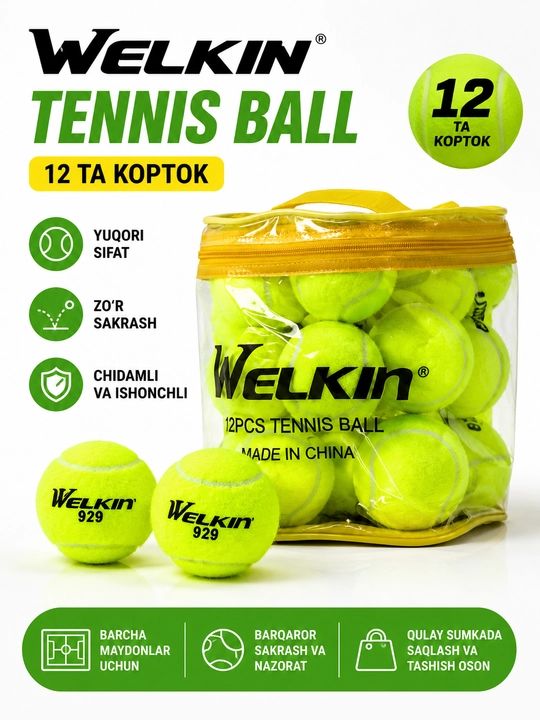 WELKIN®
TENNIS BALL
12 TA KOPTOK
12
TA
KOPTOK
YUQORI
SIFAT
ZO'R
SAKRASH
CHIDAMLI
VA ISHONCHLI
WELKIN®
12PCS TENNIS BALL
MADE IN CHINA
WELKIN
929
WELKIN
929
BARCHA
MAYDONLAR
UCHUN
BARQAROR
SAKRASH VA
NAZORAT
QULAY SUMKADA
SAQLASH VA
TASHISH OSON